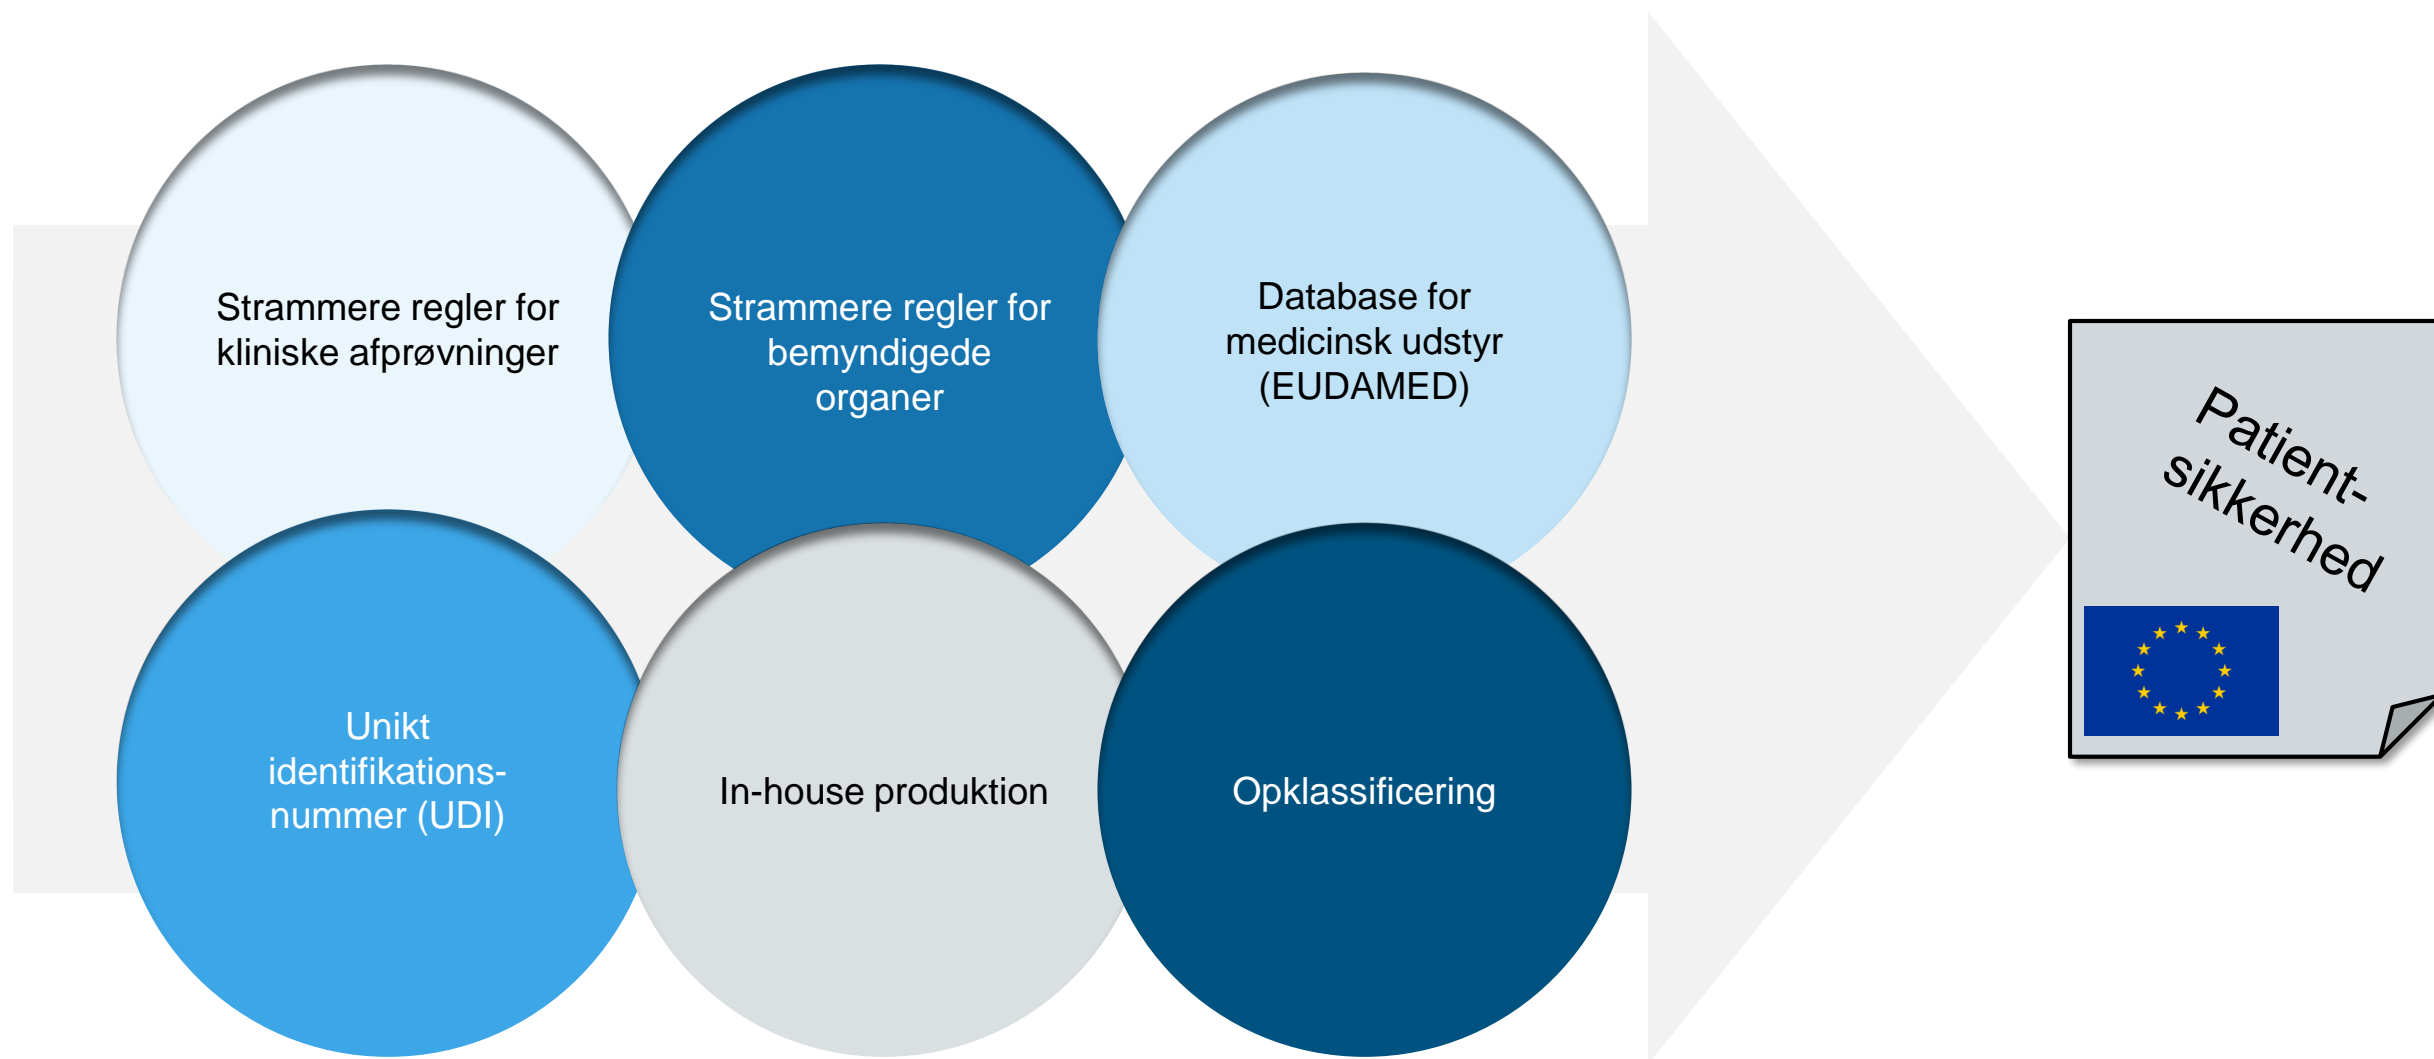 Strammere regler for
kliniske afprøvninger
Strammere regler for
bemyndigede
organer
Database for
medicinsk udstyr
(EUDAMED)
Unikt
identifikations-
nummer (UDI)
In-house produktion
Opklassificering
Patient-
sikkerhed